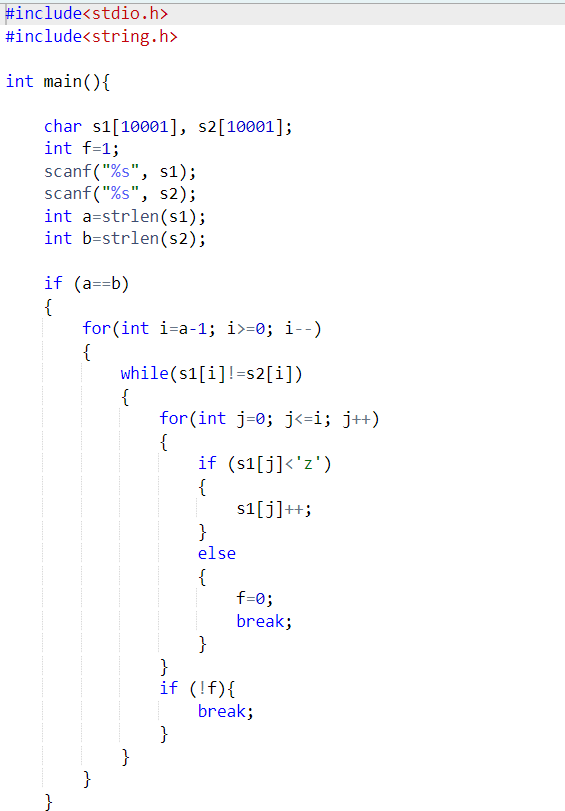 #include<stdio.h>
#include<string.h>
int main(){
char s1[10001], s2[10001];
int f=1;
scanf("%s", s1);
scanf("%s", s2);
int a=strlen(s1);
int b=strlen(s2);
if (a==b)
{
for(int i=a-1; i>=0; i--)
{
while(s1[i]!=s2[i])
{
for(int j=0; j<=i; j++)
{
if (s1[j]<'z')
{
s1[j]++;
}
else
{
f=0;
break;
}
}
if (!f){
break;
}
}
}
}